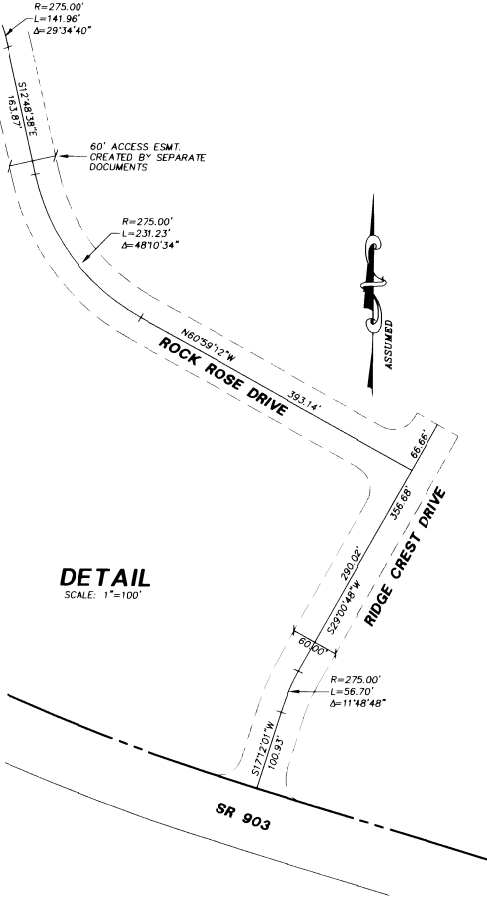 R=275.00'
L=141.96'
Δ=29°34'40"
S12°48'38"E
163.87'
60' ACCESS ESMT.
CREATED BY SEPARATE
DOCUMENTS
R=275.00'
L=231.23'
Δ=48°10'34"
ASSUMED
N60°59'12"W
393.14'
ROCK ROSE DRIVE
66.66'
356.68'
290.02'
S29°00'48"W
RIDGE CREST DRIVE
DETAIL
SCALE: 1"=100'
60.00'
R=275.00'
L=56.70'
Δ=11°48'48"
S17°12'01"W
100.93'
SR 903